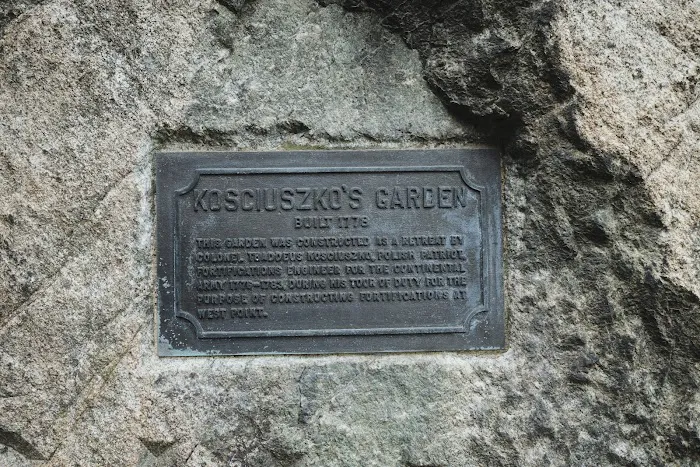 KOSCIUSZKO'S GARDEN
BUILT 1778
THIS GARDEN WAS CONSTRUCTED AS A RETREAT BY
COLONEL THADDEUS KOSCIUSZKO, POLISH PATRIOT,
FORTIFICATIONS ENGINEER FOR THE CONTINENTAL
ARMY 1778-1783, DURING HIS TOUR OF DUTY FOR THE
PURPOSE OF CONSTRUCTING FORTIFICATIONS AT
WEST POINT.